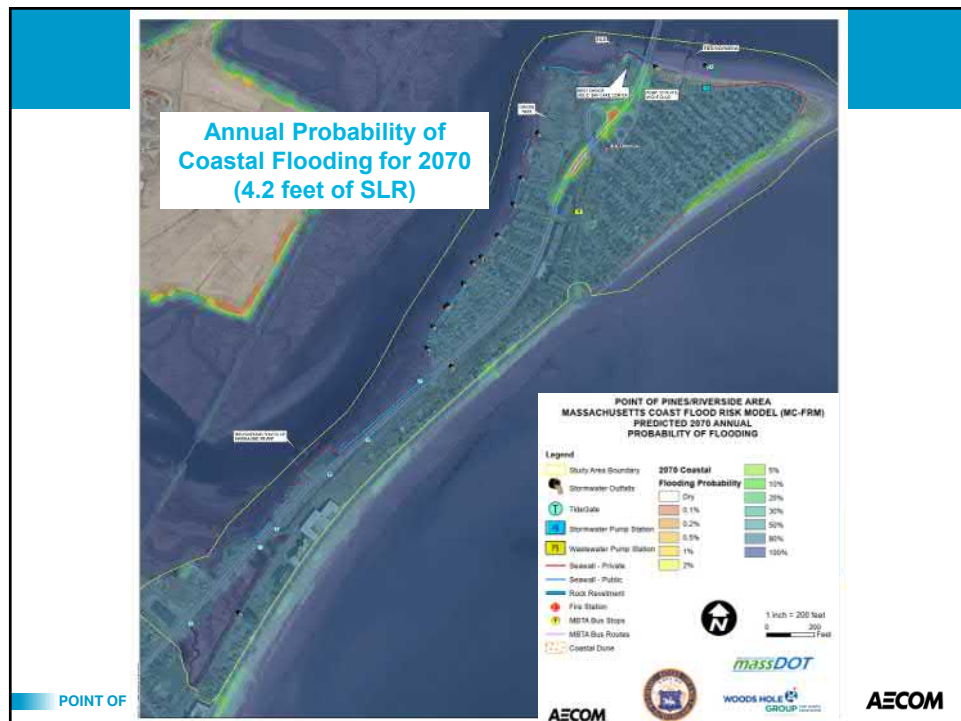 Annual Probability of
Coastal Flooding for 2070
(4.2 feet of SLR)
POINT OF PINES/RIVERSIDE AREA
MASSACHUSETTS COAST FLOOD RISK MODEL (MC-FRM)
PREDICTED 2070 ANNUAL
PROBABILITY OF FLOODING
Legend
Study Area Boundary
Stormwater Outfalls
TideGate
Stormwater Pump Station
Wastewater Pump Station
Seawall - Private
Seawall - Public
Rock Revetment
Fire Station
MBTA Bus Stops
MBTA Bus Routes
Coastal Dune
2070 Coastal
Flooding Probability
Dry
0.1%
0.2%
0.5%
1%
2%
5%
10%
20%
30%
50%
80%
100%
N
1 inch = 200 feet
0 200
Feet
massDOT
WOODS HOLE
GROUP
AECOM
POINT OF
AECOM